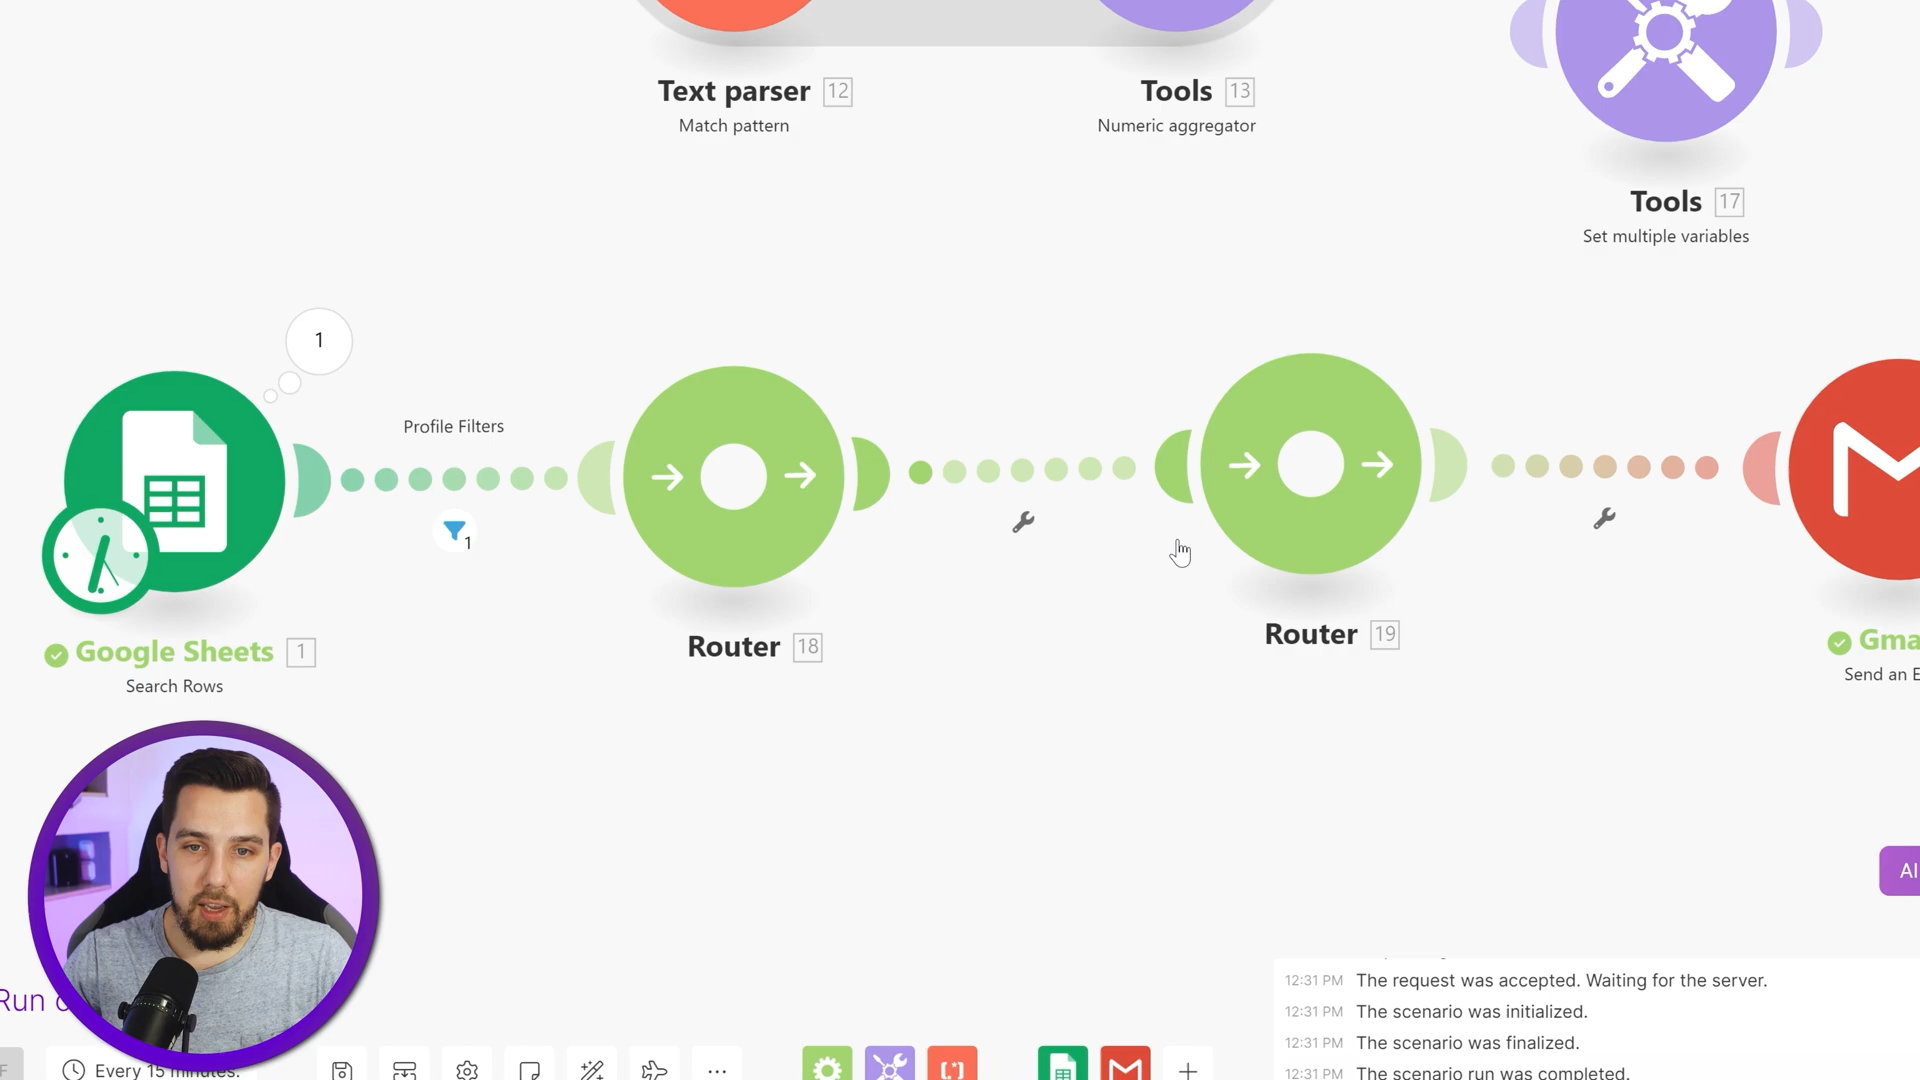 Text parser 12
Match pattern
Tools 13
Numeric aggregator
Tools 17
Set multiple variables
1
Profile Filters
1
Google Sheets 1
Search Rows
Router 18
Router 19
Gma
Send an E
AI
12:31 PM The request was accepted. Waiting for the server.
12:31 PM The scenario was initialized.
12:31 PM The scenario was finalized.
12:31 PM The scenario run was completed.
Run
Every 15 minutes.